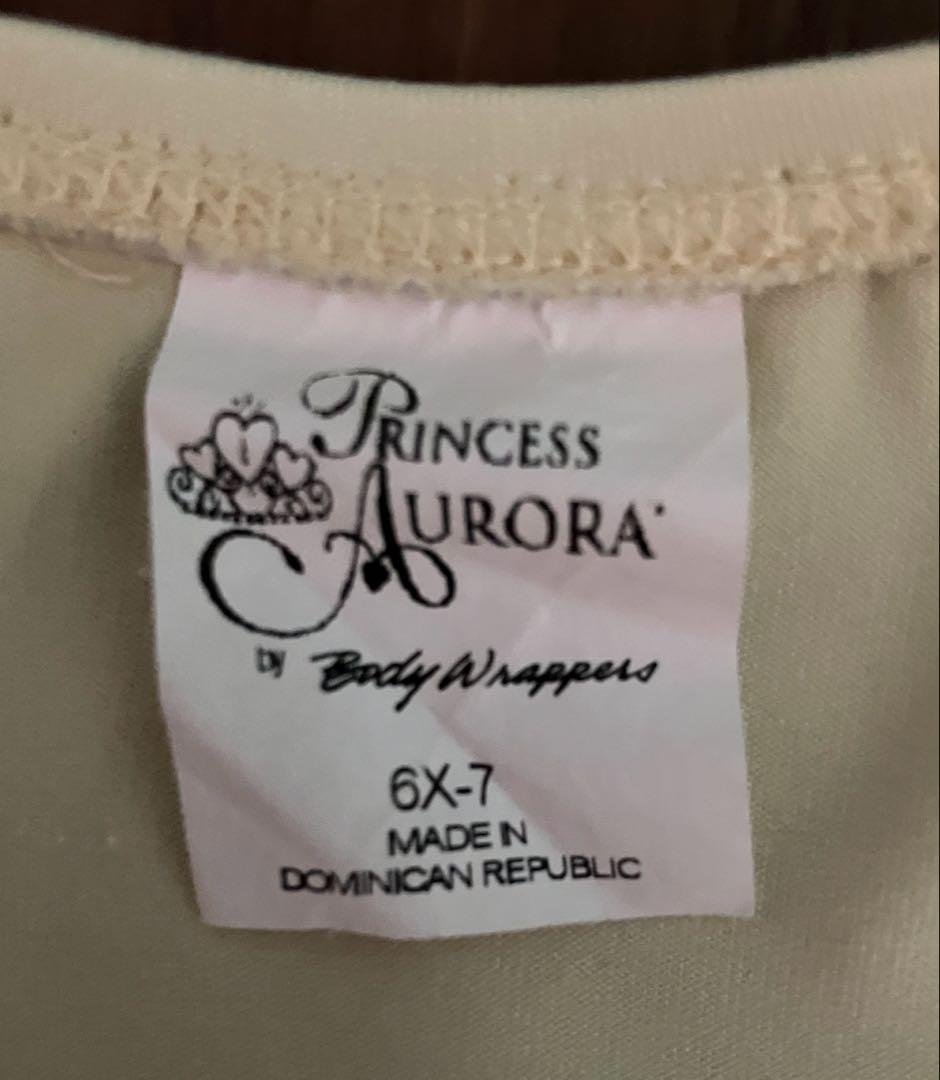 PRINCESS
AURORA
by Body Wrappers
6X-7
MADE IN
DOMINICAN REPUBLIC